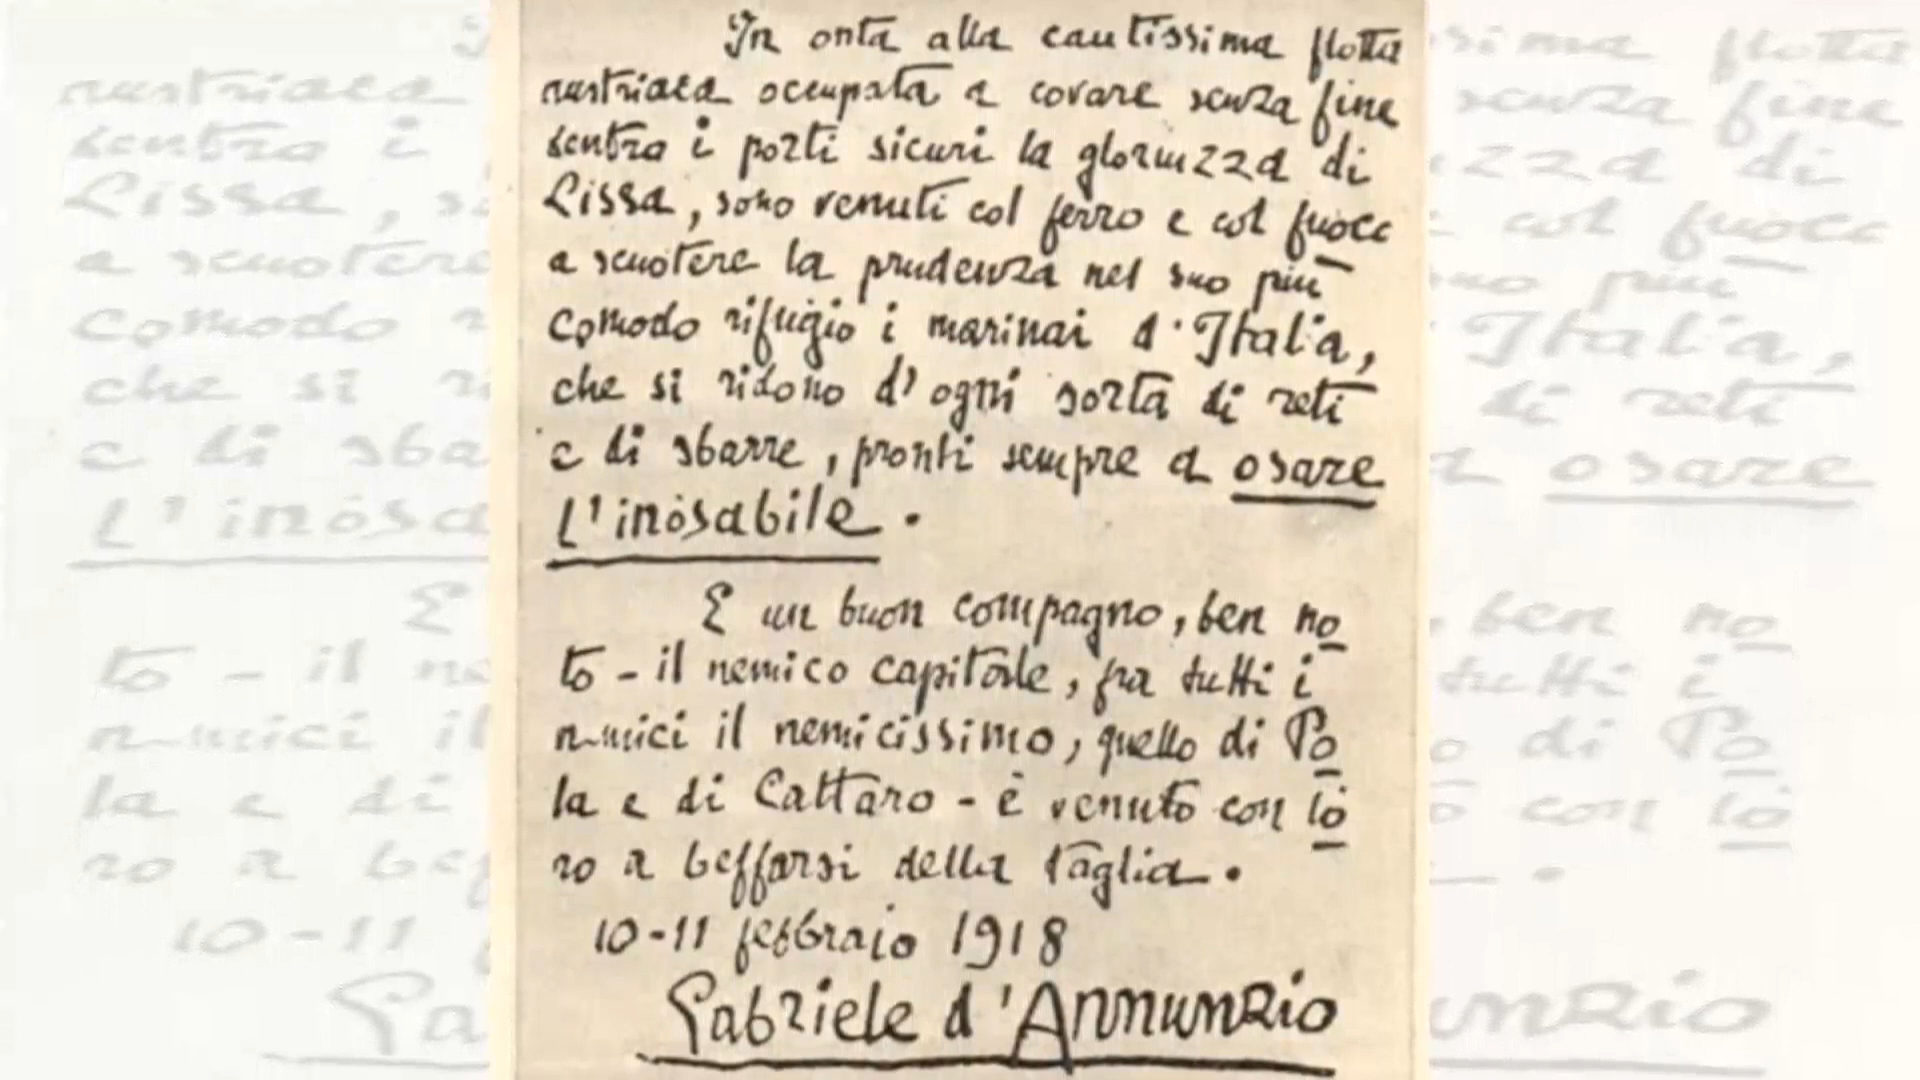 In onta alla cautissima flotta
austriaca occupata a covare senza fine
dentro i porti sicuri la gloriuzza di
Lissa, sono venuti col ferro e col fuoco
a scuotere la prudenza nel suo più
comodo rifugio i marinai d'Italia,
che si ridono d'ogni sorta di reti
e di sbarre, pronti sempre a osare
l'inosabile.
E un buon compagno, ben no
to - il nemico capitale, fra tutti i
nemici il nemicissimo, quello di Po
la e di Cattaro - è venuto con lo
ro a beffarsi della taglia.
10-11 febbraio 1918
Gabriele d'Annunzio